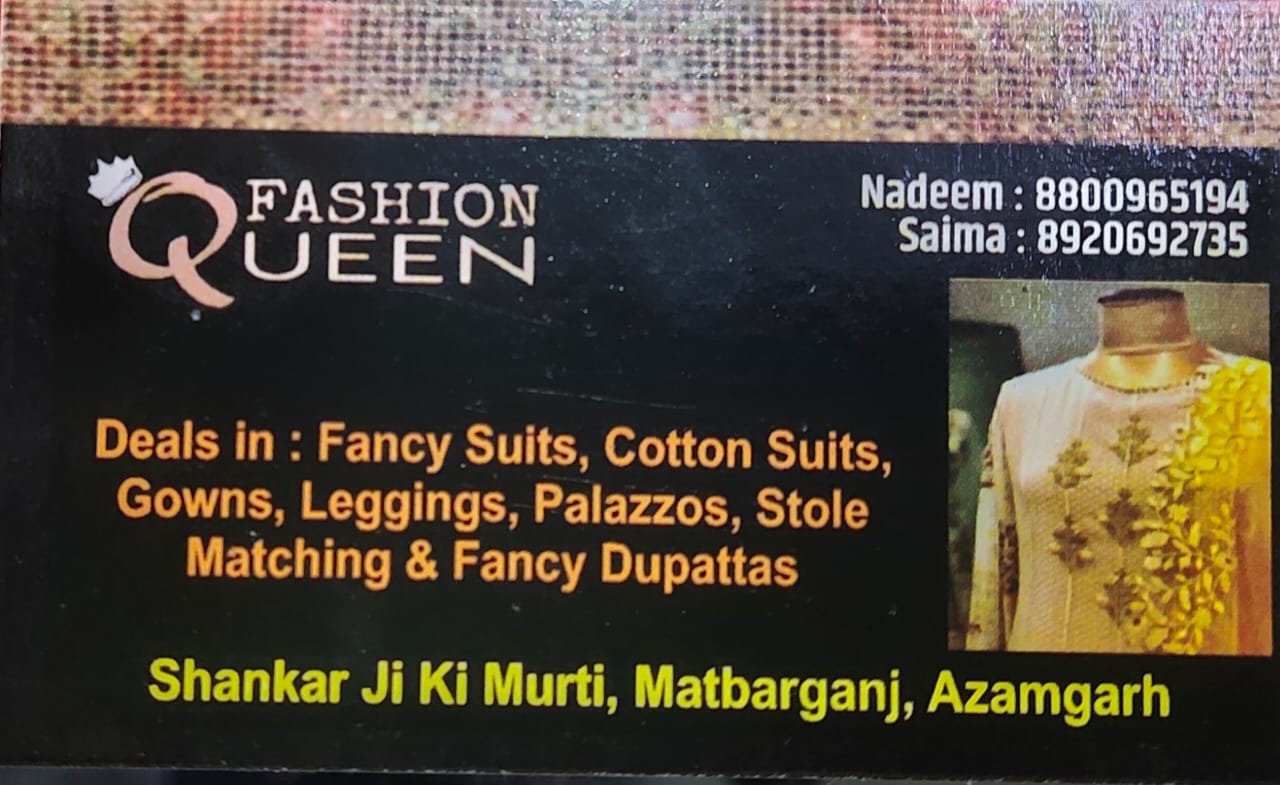 FASHION
QUEEN
Nadeem : 8800965194
Saima : 8920692735
Deals in : Fancy Suits, Cotton Suits,
Gowns, Leggings, Palazzos, Stole
Matching & Fancy Dupattas
Shankar Ji Ki Murti, Matbarganj, Azamgarh